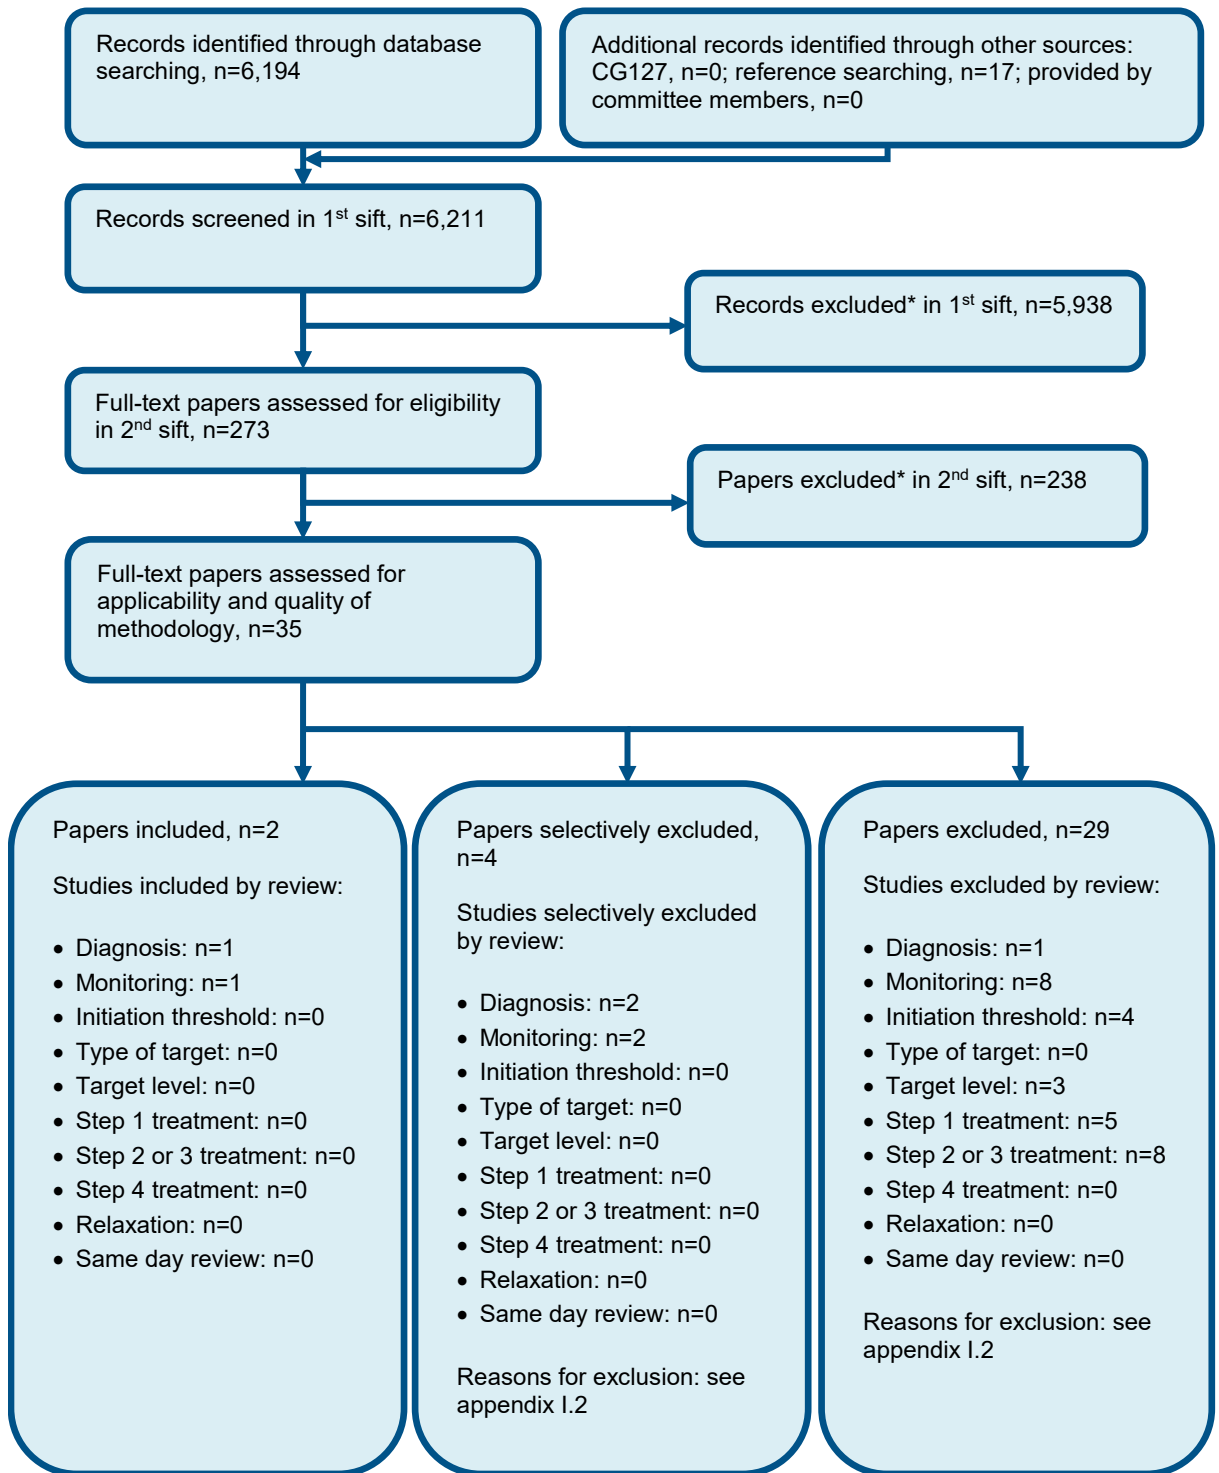 Records identified through database
searching, n=6,194
Additional records identified through other sources:
CG127, n=0; reference searching, n=17; provided by
committee members, n=0
Records screened in 1st sift, n=6,211
Records excluded* in 1st sift, n=5,938
Full-text papers assessed for eligibility
in 2nd sift, n=273
Papers excluded* in 2nd sift, n=238
Full-text papers assessed for
applicability and quality of
methodology, n=35
Papers included, n=2
Studies included by review:
• Diagnosis: n=1
• Monitoring: n=1
• Initiation threshold: n=0
• Type of target: n=0
• Target level: n=0
• Step 1 treatment: n=0
• Step 2 or 3 treatment: n=0
• Step 4 treatment: n=0
• Relaxation: n=0
• Same day review: n=0
Papers selectively excluded,
n=4
Studies selectively excluded
by review:
• Diagnosis: n=2
• Monitoring: n=2
• Initiation threshold: n=0
• Type of target: n=0
• Target level: n=0
• Step 1 treatment: n=0
• Step 2 or 3 treatment: n=0
• Step 4 treatment: n=0
• Relaxation: n=0
• Same day review: n=0
Reasons for exclusion: see
appendix I.2
Papers excluded, n=29
Studies excluded by review:
• Diagnosis: n=1
• Monitoring: n=8
• Initiation threshold: n=4
• Type of target: n=0
• Target level: n=3
• Step 1 treatment: n=5
• Step 2 or 3 treatment: n=8
• Step 4 treatment: n=0
• Relaxation: n=0
• Same day review: n=0
Reasons for exclusion: see
appendix I.2